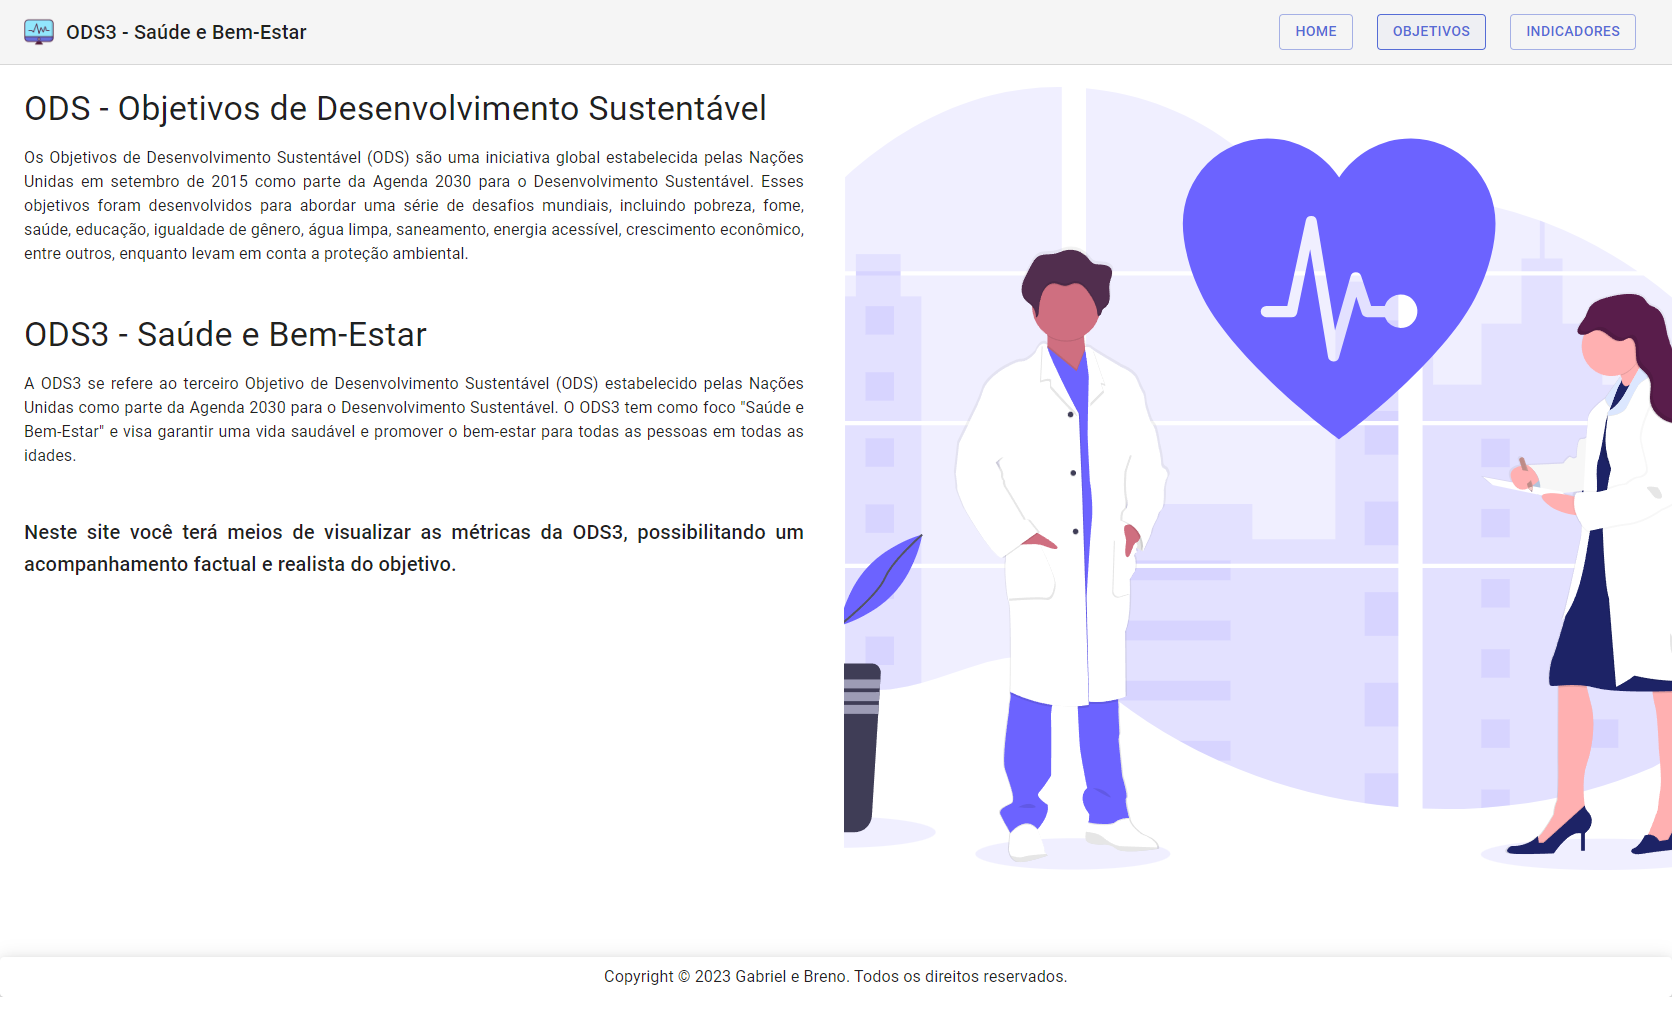 ODS3 - Saúde e Bem-Estar
HOME
OBJETIVOS
INDICADORES
ODS - Objetivos de Desenvolvimento Sustentável
Os Objetivos de Desenvolvimento Sustentável (ODS) são uma iniciativa global estabelecida pelas Nações
Unidas em setembro de 2015 como parte da Agenda 2030 para o Desenvolvimento Sustentável. Esses
objetivos foram desenvolvidos para abordar uma série de desafios mundiais, incluindo pobreza, fome,
saúde, educação, igualdade de gênero, água limpa, saneamento, energia acessível, crescimento econômico,
entre outros, enquanto levam em conta a proteção ambiental.
ODS3 - Saúde e Bem-Estar
A ODS3 se refere ao terceiro Objetivo de Desenvolvimento Sustentável (ODS) estabelecido pelas Nações
Unidas como parte da Agenda 2030 para o Desenvolvimento Sustentável. O ODS3 tem como foco "Saúde e
Bem-Estar" e visa garantir uma vida saudável e promover o bem-estar para todas as pessoas em todas as
idades.
Neste site você terá meios de visualizar as métricas da ODS3, possibilitando um
acompanhamento factual e realista do objetivo.
Copyright © 2023 Gabriel e Breno. Todos os direitos reservados.